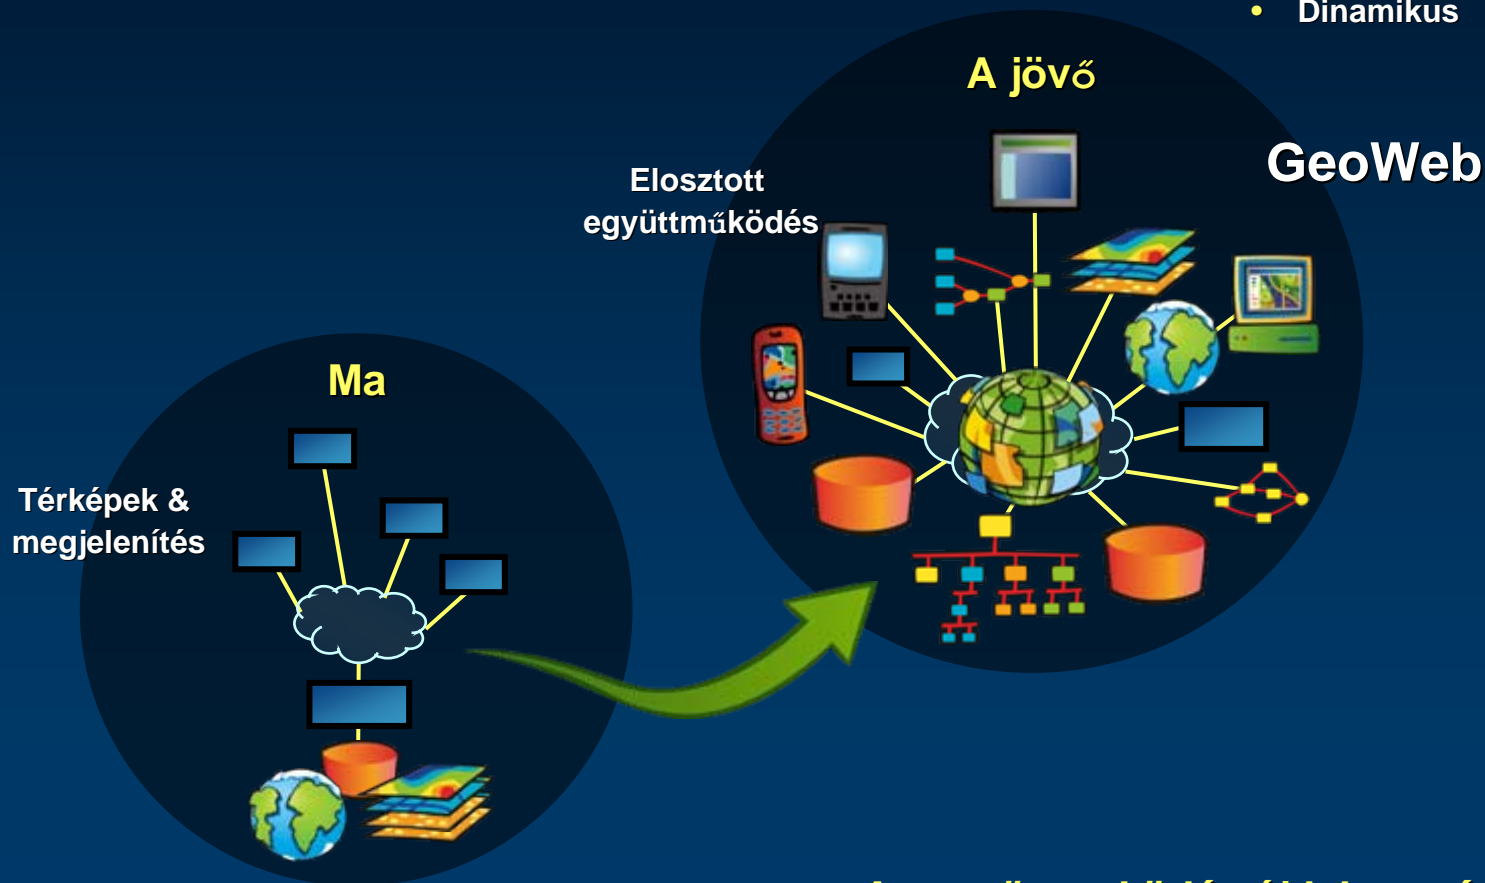 • Dinamikus
A jövő
GeoWeb
Elosztott
együttműködés
Ma
Térképek &
megjelenítés